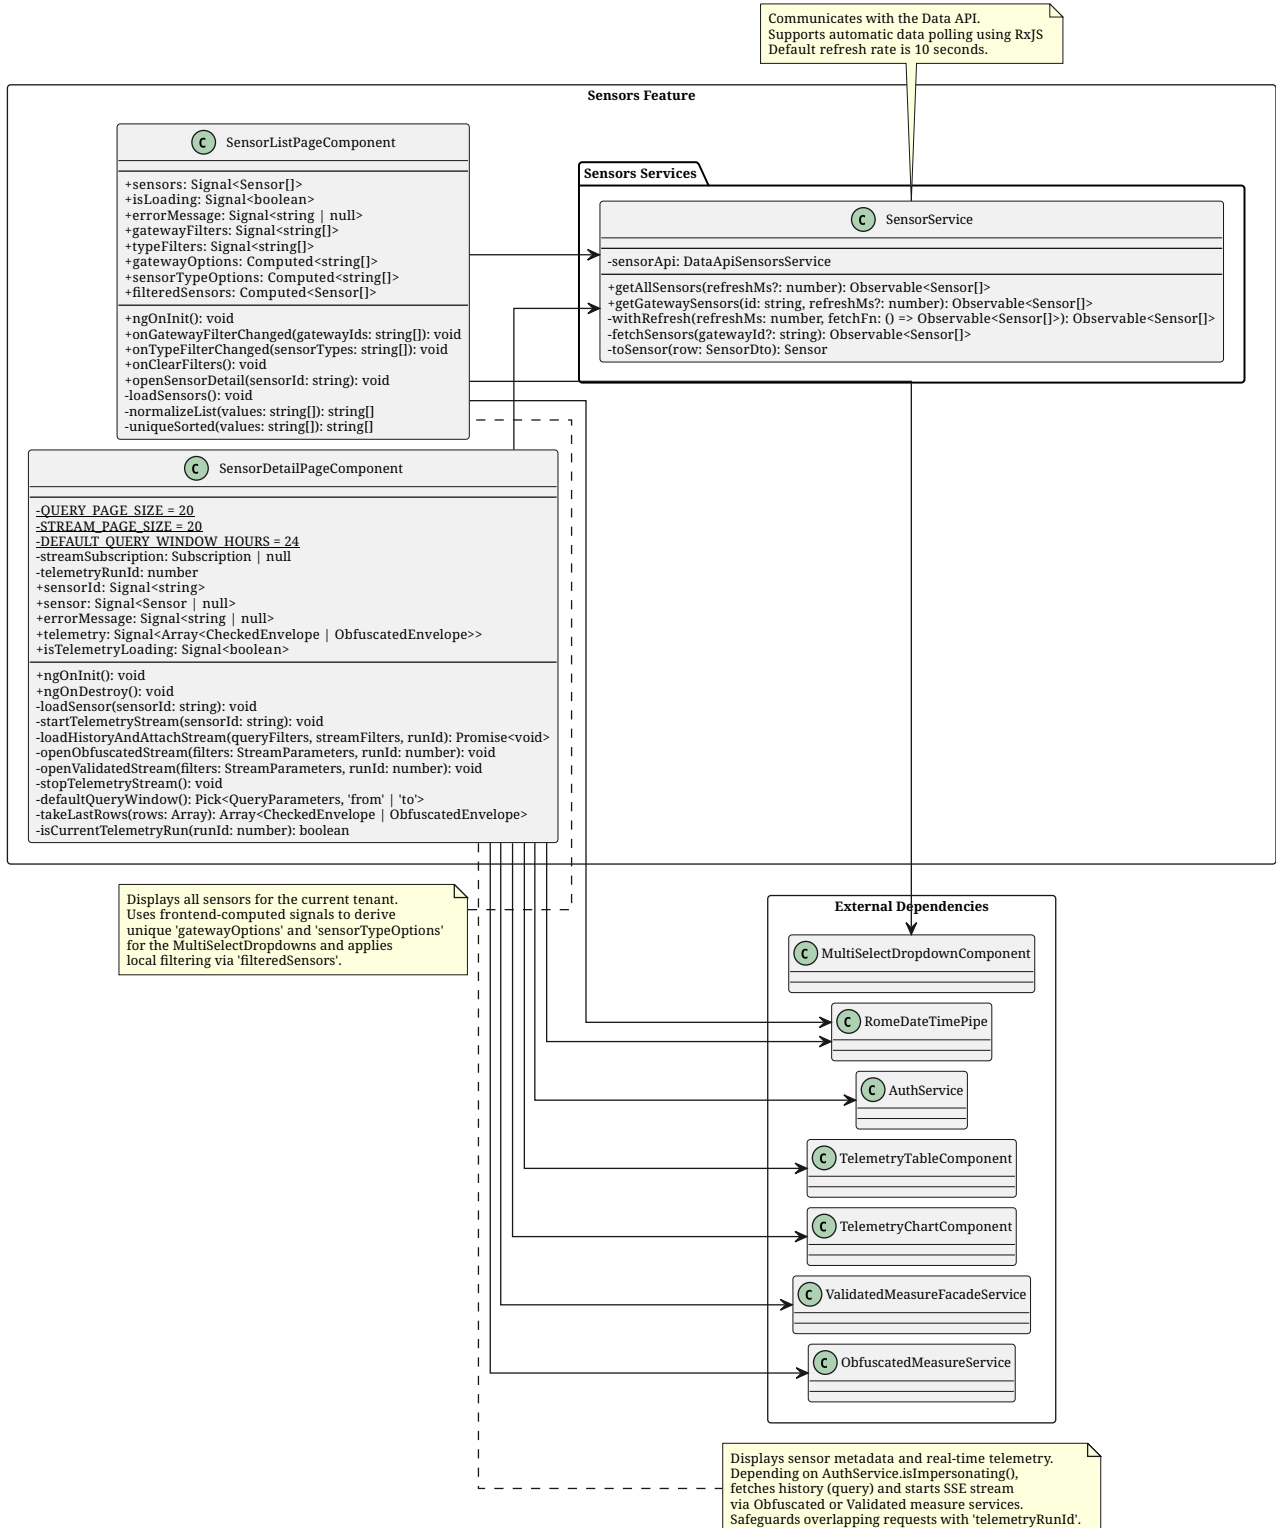 Communicates with the Data API.
Supports automatic data polling using RxJS
Default refresh rate is 10 seconds.
Sensors Feature
C SensorListPageComponent
+sensors: Signal<Sensor[]>
+isLoading: Signal<boolean>
+errorMessage: Signal<string | null>
+gatewayFilters: Signal<string[]>
+typeFilters: Signal<string[]>
+gatewayOptions: Computed<string[]>
+sensorTypeOptions: Computed<string[]>
+filteredSensors: Computed<Sensor[]>
+ngOnInit(): void
+onGatewayFilterChanged(gatewayIds: string[]): void
+onTypeFilterChanged(sensorTypes: string[]): void
+onClearFilters(): void
+openSensorDetail(sensorId: string): void
-loadSensors(): void
-normalizeList(values: string[]): string[]
-uniqueSorted(values: string[]): string[]
Sensors Services
C SensorService
-sensorApi: DataApiSensorsService
+getAllSensors(refreshMs?: number): Observable<Sensor[]>
+getGatewaySensors(id: string, refreshMs?: number): Observable<Sensor[]>
-withRefresh(refreshMs: number, fetchFn: () => Observable<Sensor[]>): Observable<Sensor[]>
-fetchSensors(gatewayId?: string): Observable<Sensor[]>
-toSensor(row: SensorDto): Sensor
C SensorDetailPageComponent
-QUERY_PAGE_SIZE = 20
-STREAM_PAGE_SIZE = 20
-DEFAULT_QUERY_WINDOW_HOURS = 24
-streamSubscription: Subscription | null
-telemetryRunId: number
+sensorId: Signal<string>
+sensor: Signal<Sensor | null>
+errorMessage: Signal<string | null>
+telemetry: Signal<Array<CheckedEnvelope | ObfuscatedEnvelope>>
+isTelemetryLoading: Signal<boolean>
+ngOnInit(): void
+ngOnDestroy(): void
-loadSensor(sensorId: string): void
-startTelemetryStream(sensorId: string): void
-loadHistoryAndAttachStream(queryFilters, streamFilters, runId): Promise<void>
-openObfuscatedStream(filters: StreamParameters, runId: number): void
-openValidatedStream(filters: StreamParameters, runId: number): void
-stopTelemetryStream(): void
-defaultQueryWindow(): Pick<QueryParameters, 'from' | 'to'>
-takeLastRows(rows: Array): Array<CheckedEnvelope | ObfuscatedEnvelope>
-isCurrentTelemetryRun(runId: number): boolean
Displays all sensors for the current tenant.
Uses frontend-computed signals to derive
unique 'gatewayOptions' and 'sensorTypeOptions'
for the MultiSelectDropdowns and applies
local filtering via 'filteredSensors'.
External Dependencies
C MultiSelectDropdownComponent
C RomeDateTimePipe
C AuthService
C TelemetryTableComponent
C TelemetryChartComponent
C ValidatedMeasureFacadeService
C ObfuscatedMeasureService
Displays sensor metadata and real-time telemetry.
Depending on AuthService.isImpersonating(),
fetches history (query) and starts SSE stream
via Obfuscated or Validated measure services.
Safeguards overlapping requests with 'telemetryRunId'.